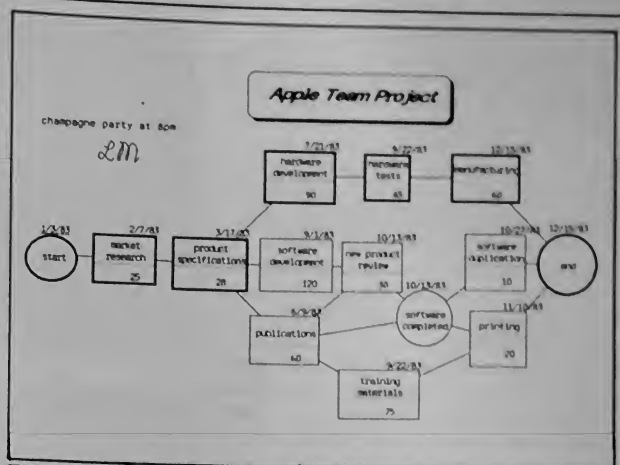 Apple Team Project
champagne party at 8pm
LM
7/21/83
hardware
development
90
9/22/83
hardware
tests
45
12/15/83
manufacturing
60
1/3/83
start
2/7/83
market
research
25
3/17/83
product
specifications
28
9/1/83
software
development
120
10/13/83
new product
review
30
10/13/83
software
completed
10/27/83
software
duplication
10
12/15/83
end
6/9/83
publications
60
9/22/83
training
materials
75
11/10/83
printing
20